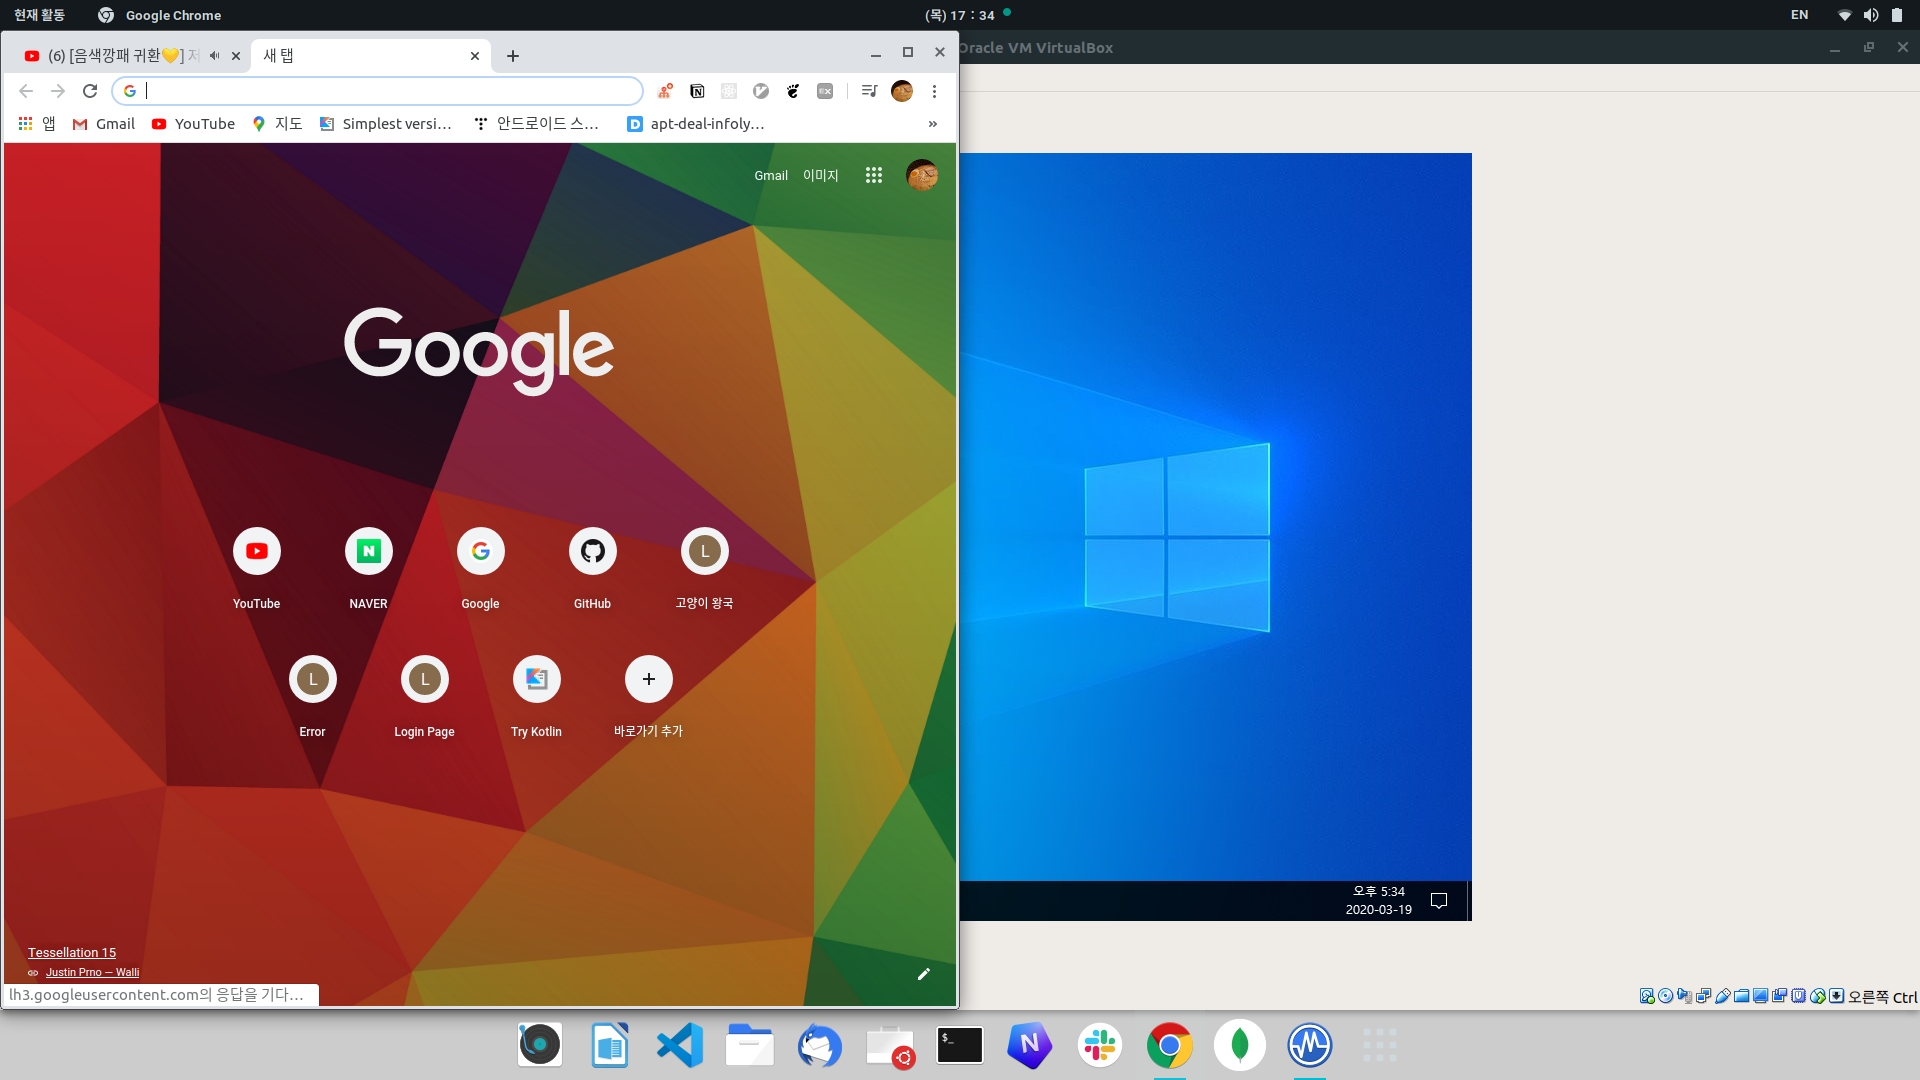 현재 활동
Google Chrome
(목) 17 : 34
EN
(6) [음색깡패 귀환💛] 저
새 탭
Oracle VM VirtualBox
앱
Gmail
YouTube
지도
Simplest versi…
안드로이드 스…
apt-deal-infoly…
»
Gmail
이미지
Google
YouTube
NAVER
Google
GitHub
L
고양이 왕국
L
Error
L
Login Page
Try Kotlin
바로가기 추가
Tessellation 15
Justin Prno — Walli
lh3.googleusercontent.com의 응답을 기다…
오후 5:34
2020-03-19
오른쪽 Ctrl
$_
N